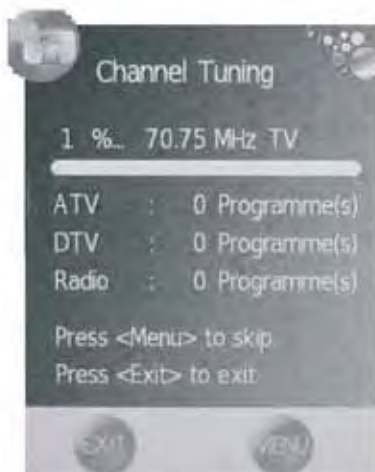 Channel Tuning
1 %... 70.75 MHz TV
ATV : 0 Programme(s)
DTV : 0 Programme(s)
Radio : 0 Programme(s)
Press <Menu> to skip
Press <Exit> to exit
EXIT MENU